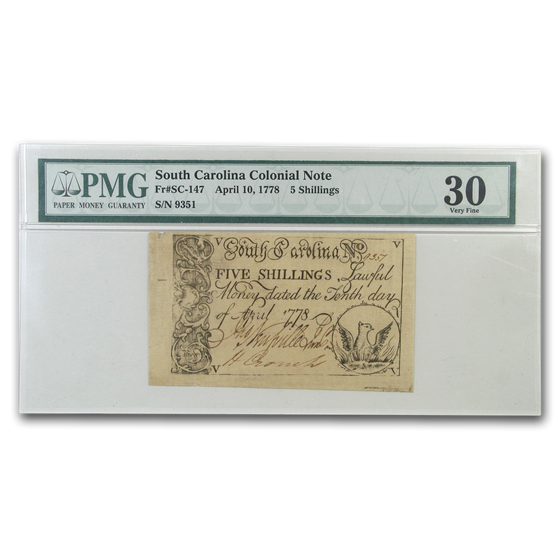 PMG
PAPER MONEY GUARANTY
South Carolina Colonial Note
Fr#SC-147 April 10, 1778 5 Shillings
S/N 9351
30
Very Fine
V V
South Carolina No
FIVE SHILLINGS, Lawful
Money dated the Tenth day
of April 1778
V V